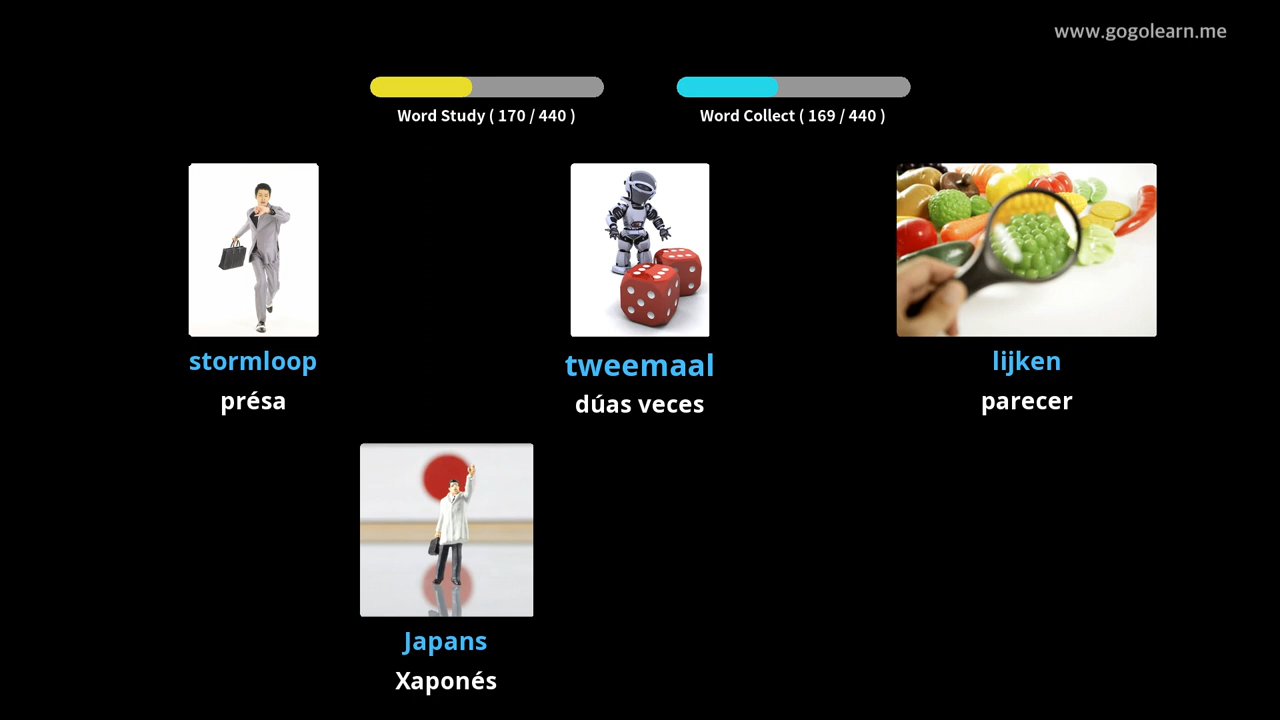 www.gogolearn.me
Word Study ( 170 / 440 )
Word Collect ( 169 / 440 )
stormloop
présa
tweemaal
dúas veces
lijken
parecer
Japans
Xaponés